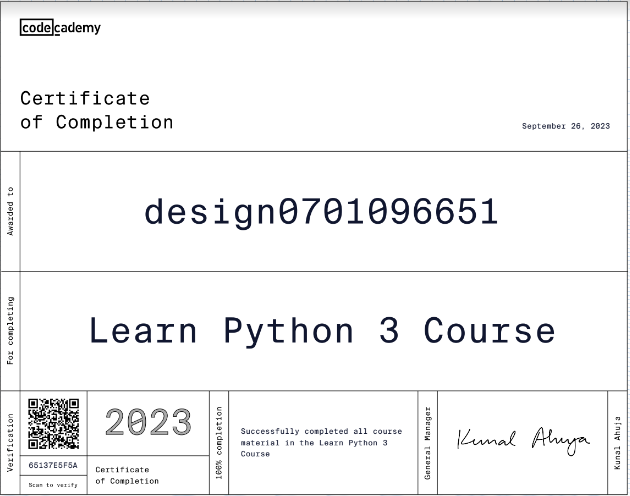 codecademy
Certificate
of Completion
September 26, 2023
Awarded to
design0701096651
For completing
Learn Python 3 Course
Verification
65137E5F5A
Scan to verify
2023
Certificate
of Completion
100% completion
Successfully completed all course
material in the Learn Python 3
Course
General Manager
Kunal Ahuja
Kunal Ahuja